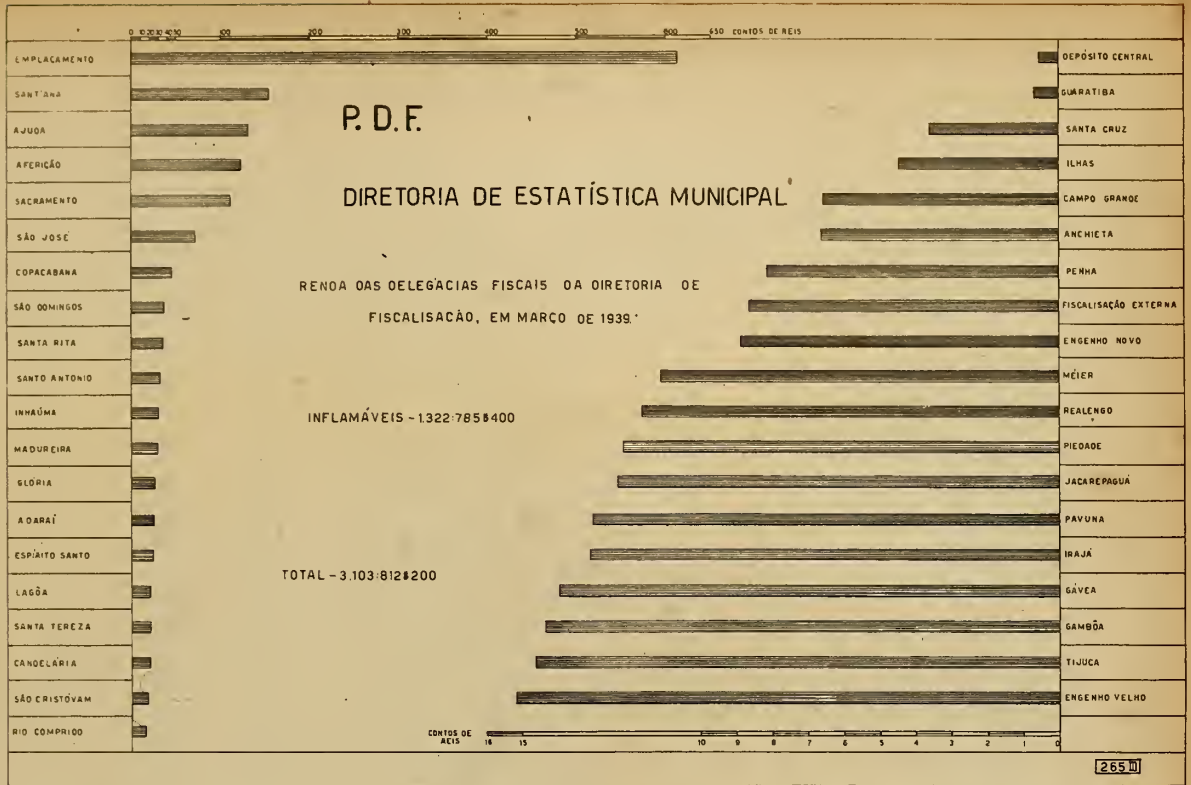 0 10 20 30 40 50 100 200 300 400 500 600 650 CONTOS DE REIS
EMPLACAMENTO
SANT'ANA
AJUDA
AFERIÇÃO
SACRAMENTO
SÃO JOSÉ
COPACABANA
SÃO DOMINGOS
SANTA RITA
SANTO ANTONIO
INHAÚMA
MADUREIRA
GLÓRIA
ADARAÍ
ESPÍRITO SANTO
LAGÔA
SANTA TEREZA
CANDELÁRIA
SÃO CRISTÓVAM
RIO COMPRIDO
P. D. F.
DIRETORIA DE ESTATÍSTICA MUNICIPAL
RENDA DAS DELEGACIAS FISCAIS DA DIRETORIA DE
FISCALISACÃO, EM MARÇO DE 1939.
INFLAMÁVEIS - 1.322:785$400
TOTAL - 3.103:812$200
DEPÓSITO CENTRAL
GUARATIBA
SANTA CRUZ
ILHAS
CAMPO GRANDE
ANCHIETA
PENHA
FISCALISAÇÃO EXTERNA
ENGENHO NOVO
MÉIER
REALENGO
PIEDADE
JACAREPAGUÁ
PAVUNA
IRAJÁ
GÁVEA
GAMBÔA
TIJUCA
ENGENHO VELHO
CONTOS DE
REIS
16 15 10 9 8 7 6 5 4 3 2 1 0
265 D